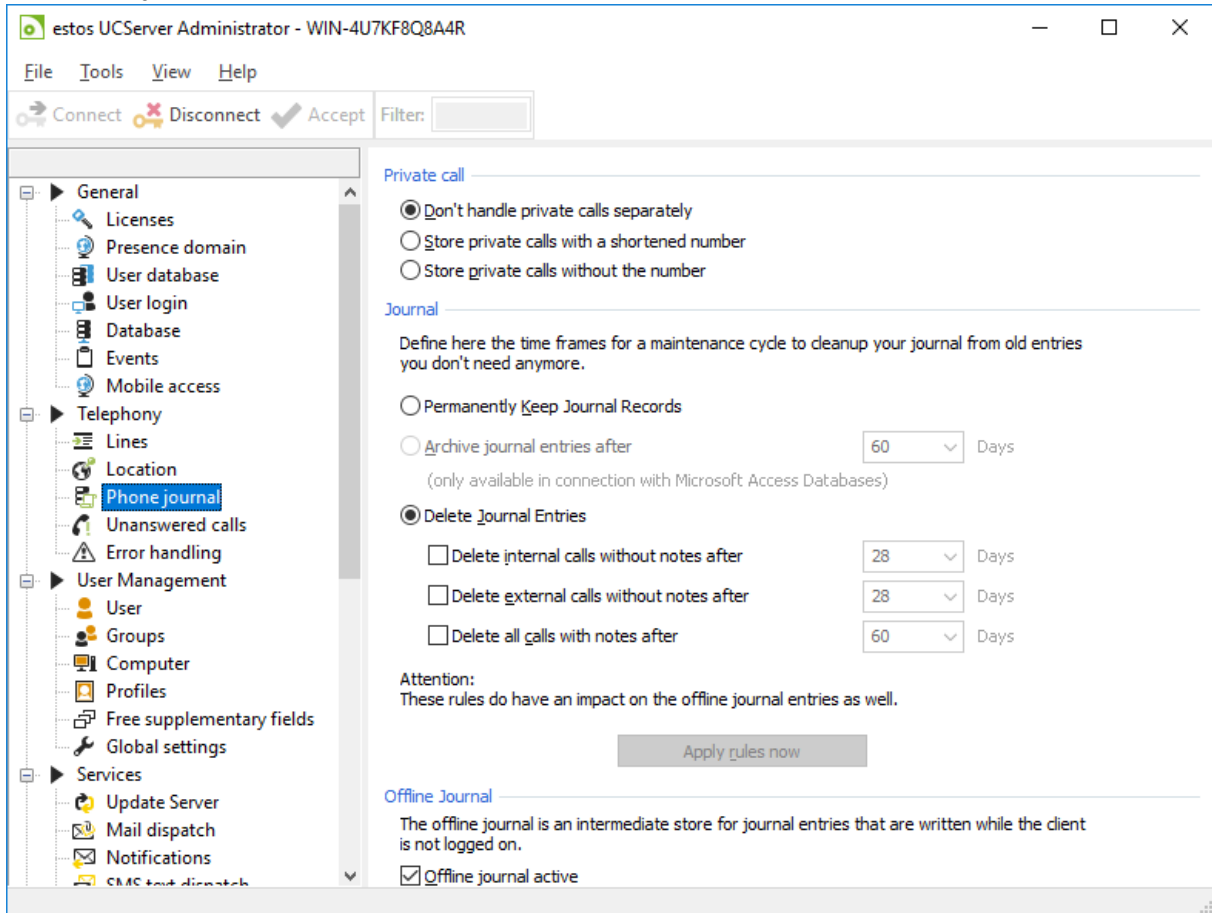 estos UCServer Administrator - WIN-4U7KF8Q8A4R
File Tools View Help
Connect Disconnect Accept Filter:
General
Licenses
Presence domain
User database
User login
Database
Events
Mobile access
Telephony
Lines
Location
Phone journal
Unanswered calls
Error handling
User Management
User
Groups
Computer
Profiles
Free supplementary fields
Global settings
Services
Update Server
Mail dispatch
Notifications
SMS text dispatch
Private call
Don't handle private calls separately
Store private calls with a shortened number
Store private calls without the number
Journal
Define here the time frames for a maintenance cycle to cleanup your journal from old entries
you don't need anymore.
Permanently Keep Journal Records
Archive journal entries after 60 Days
(only available in connection with Microsoft Access Databases)
Delete Journal Entries
Delete internal calls without notes after 28 Days
Delete external calls without notes after 28 Days
Delete all calls with notes after 60 Days
Attention:
These rules do have an impact on the offline journal entries as well.
Apply rules now
Offline Journal
The offline journal is an intermediate store for journal entries that are written while the client
is not logged on.
Offline journal active